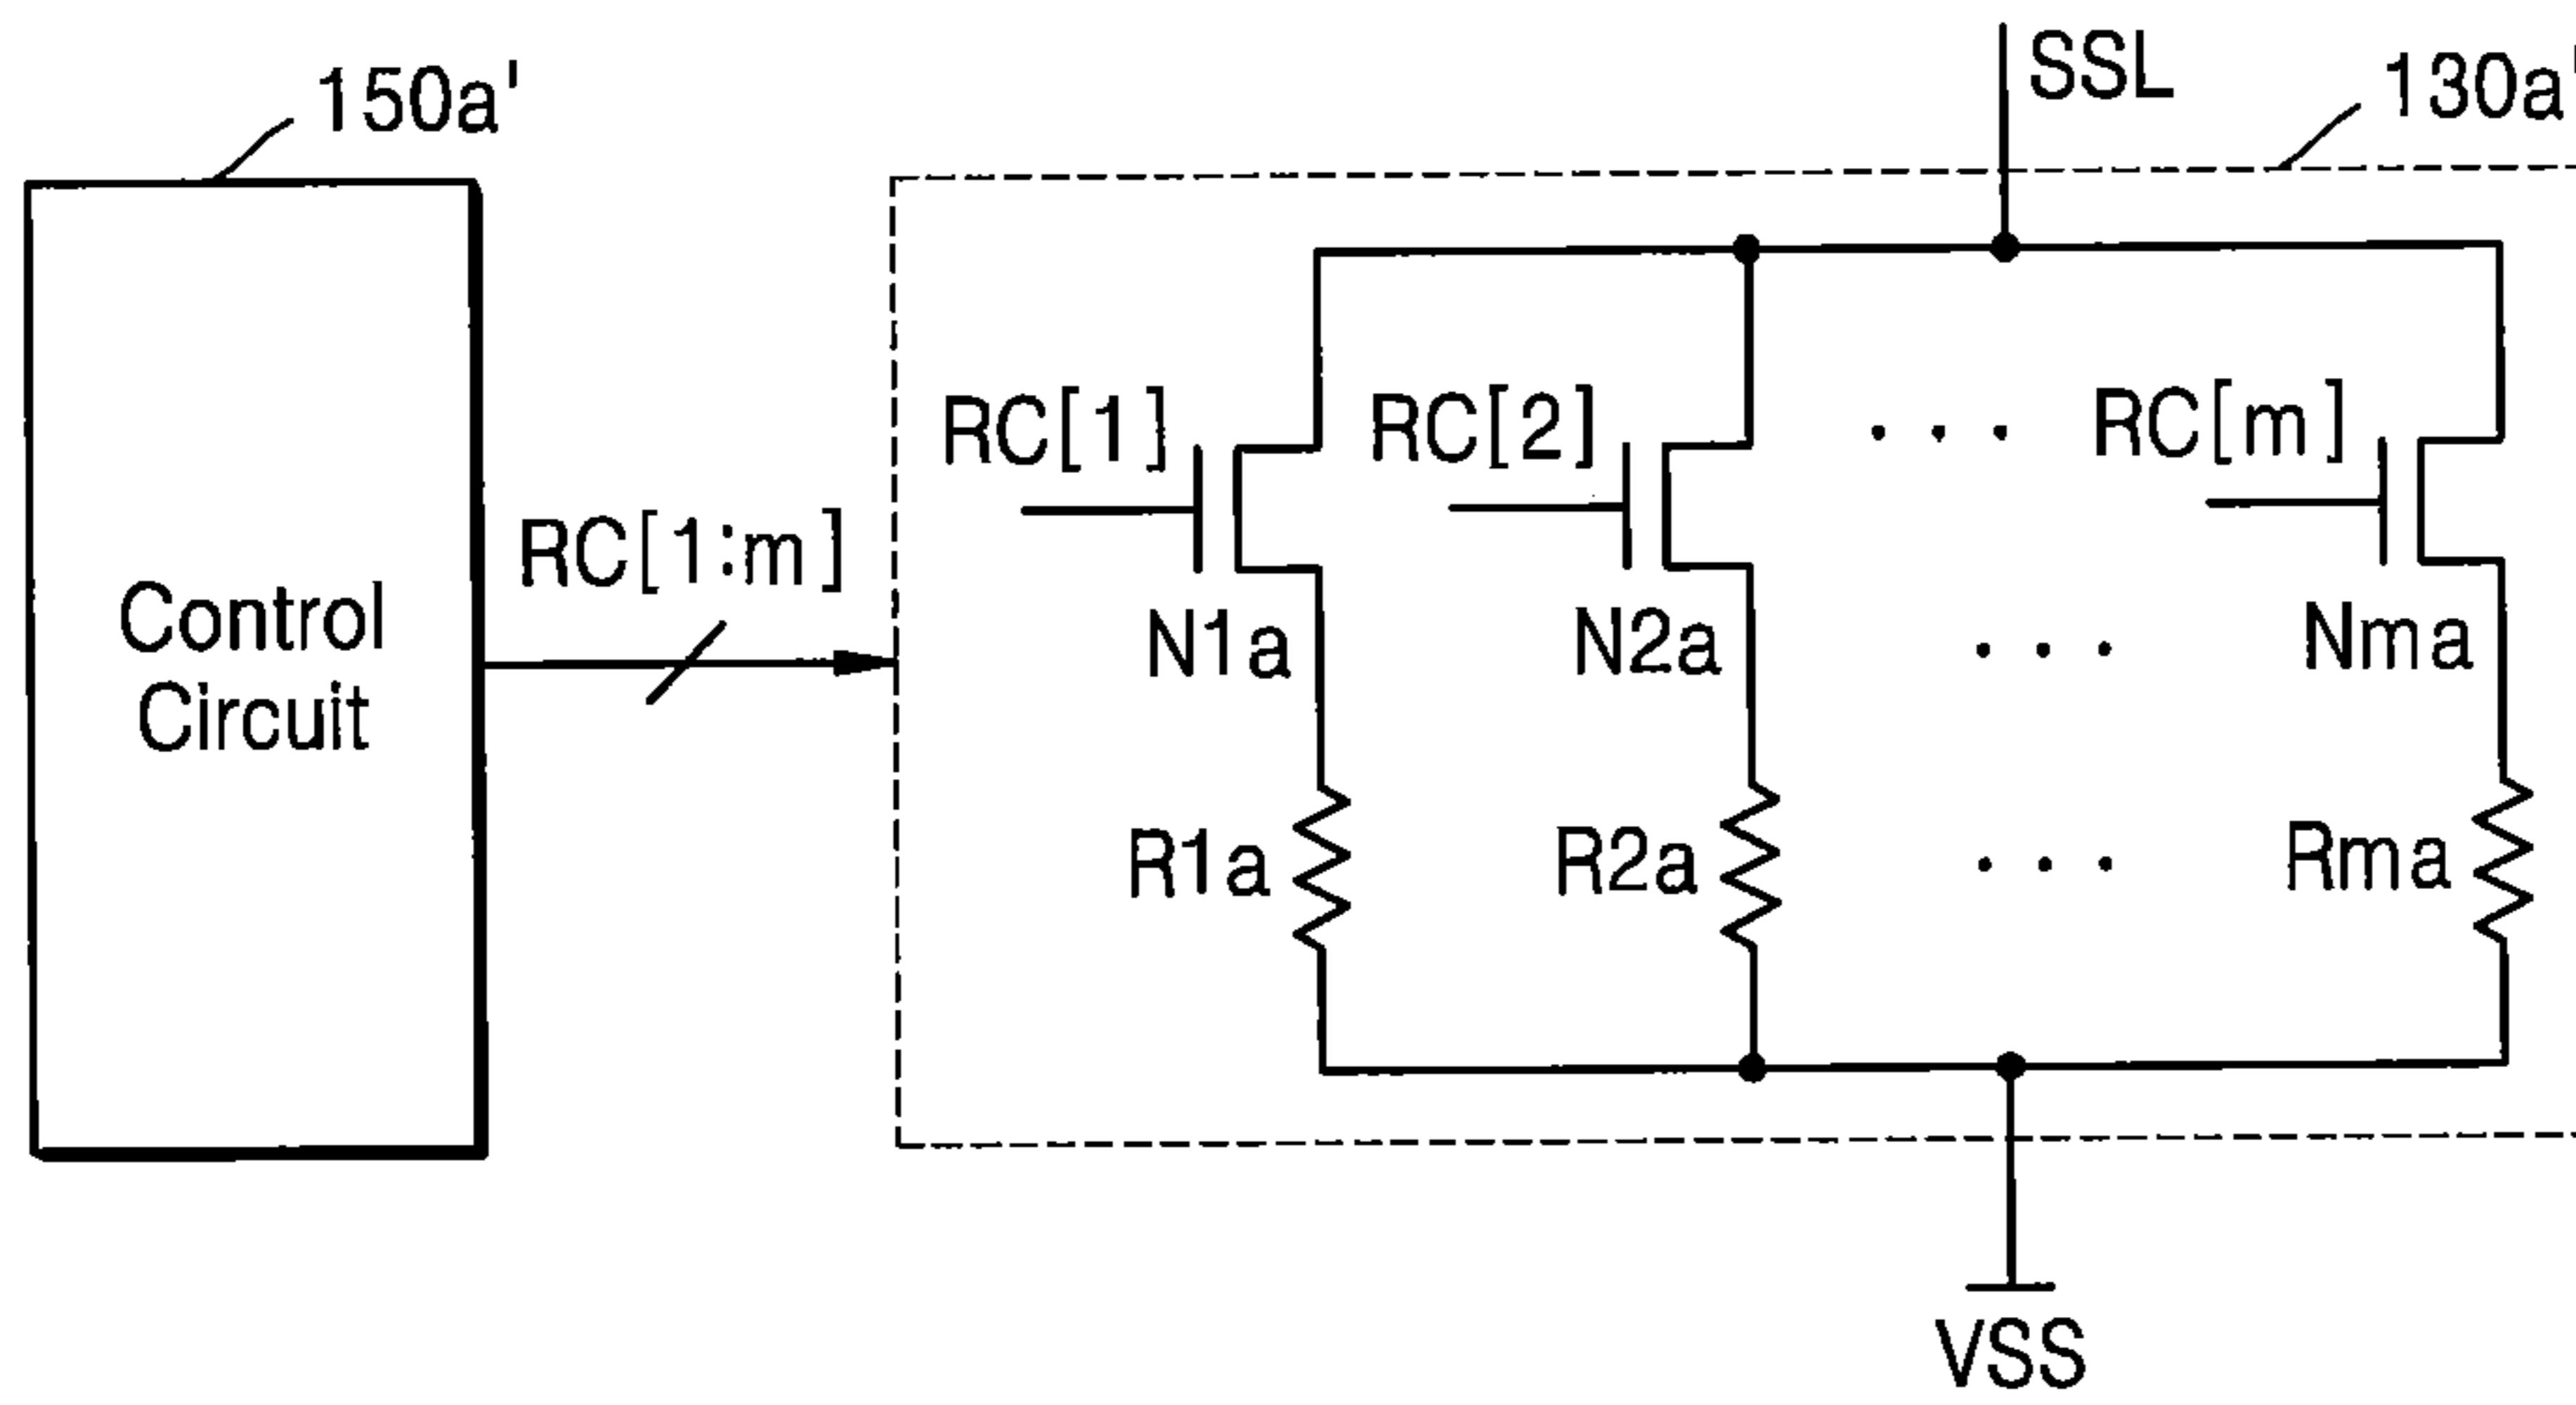 150a'
SSL
130a'
RC[1]
RC[2]
. . .
RC[m]
RC[1:m]
Control
Circuit
N1a
N2a
. . .
Nma
R1a
R2a
. . .
Rma
VSS